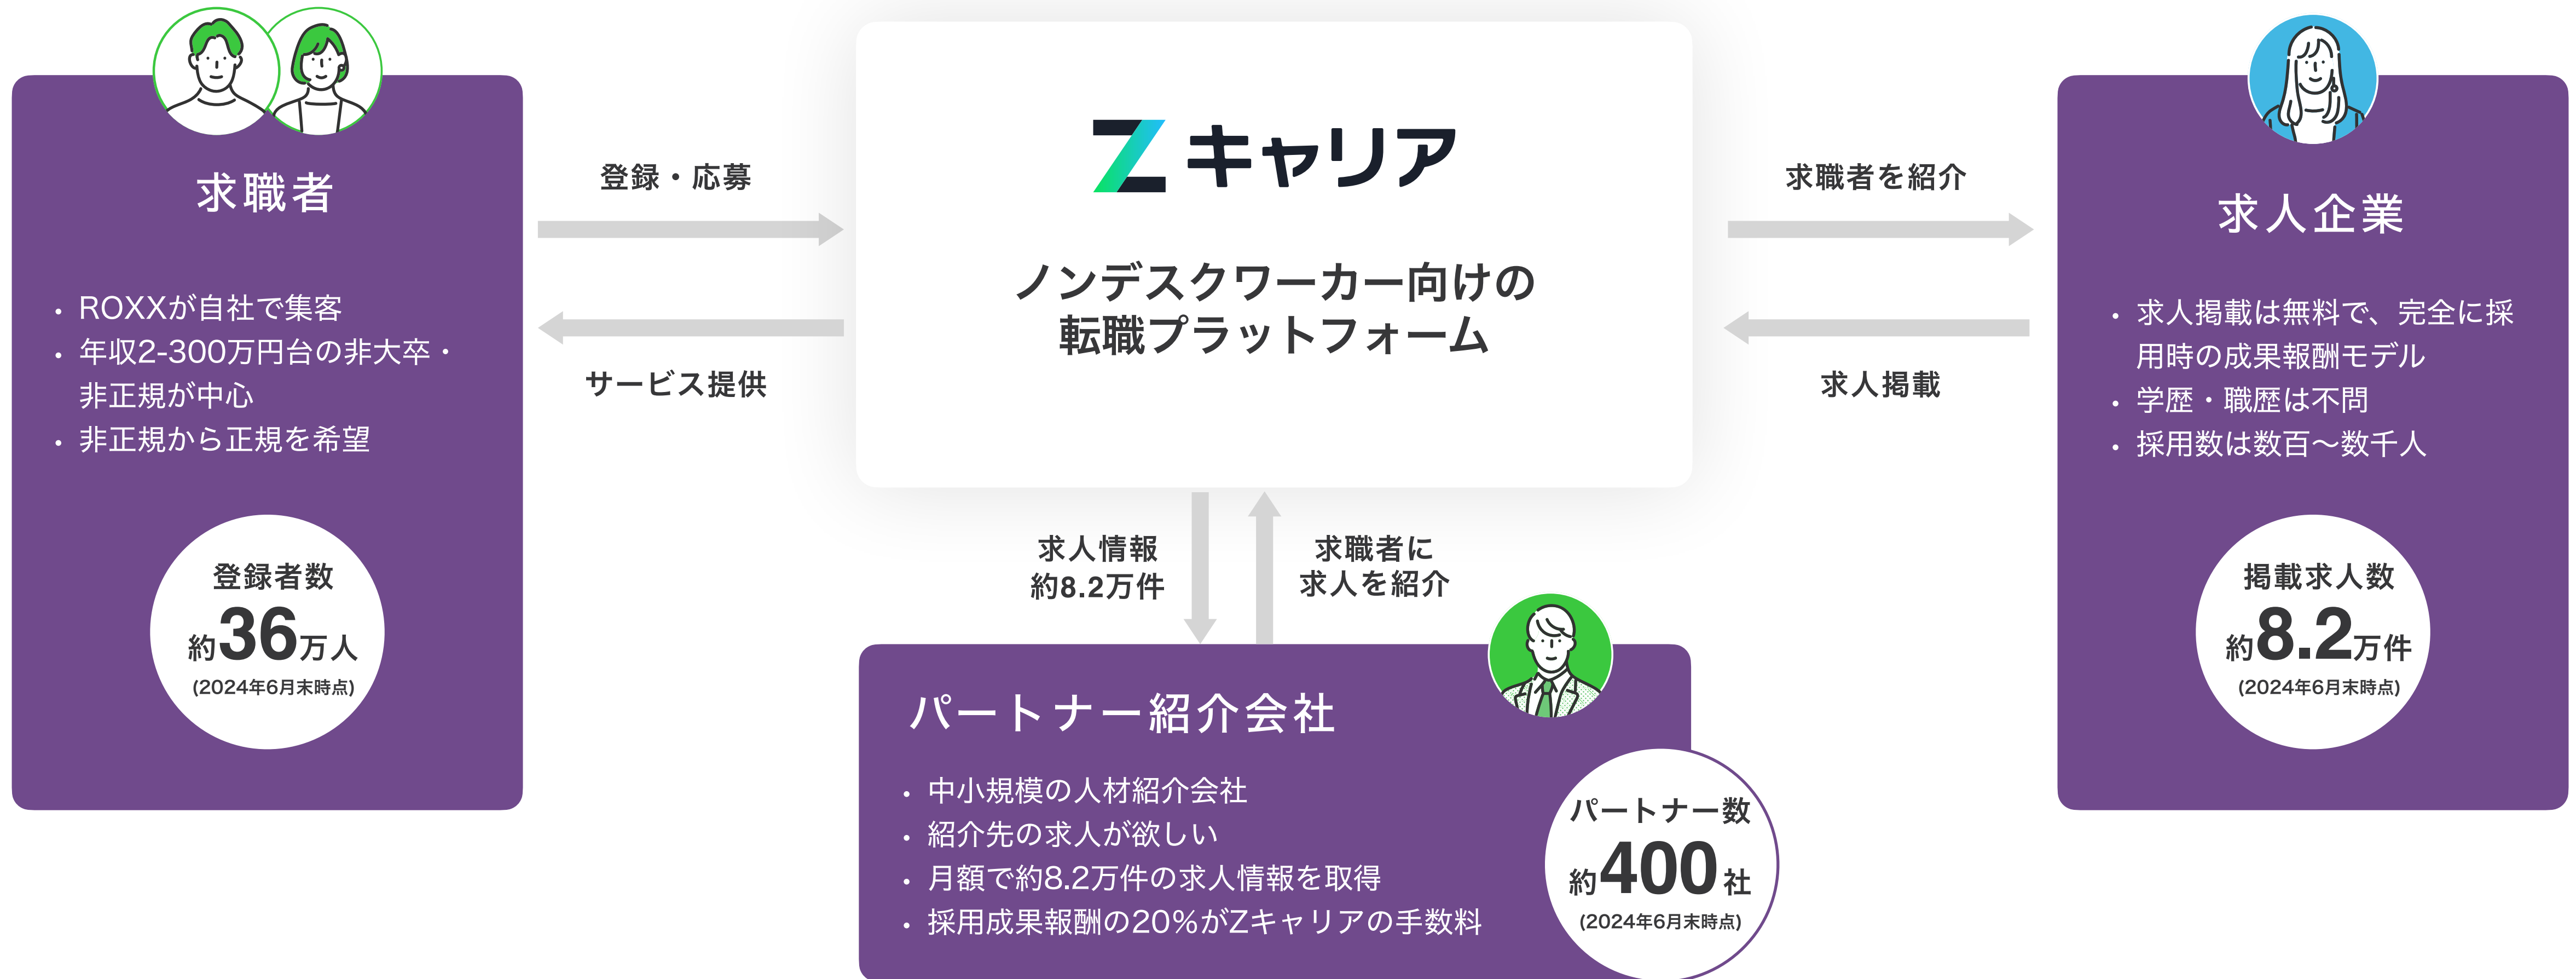 求職者
・ROXXが自社で集客
・年収2-300万円台の非大卒・
非正規が中心
・非正規から正規を希望
登録者数
約36万人
(2024年6月末時点)
登録・応募
サービス提供
Zキャリア
ノンデスクワーカー向けの
転職プラットフォーム
求職者を紹介
求人掲載
求人企業
・求人掲載は無料で、完全に採
用時の成果報酬モデル
・学歴・職歴は不問
・採用数は数百〜数千人
掲載求人数
約8.2万件
(2024年6月末時点)
求人情報
約8.2万件
求職者に
求人を紹介
パートナー紹介会社
・中小規模の人材紹介会社
・紹介先の求人が欲しい
・月額で約8.2万件の求人情報を取得
・採用成果報酬の20%がZキャリアの手数料
パートナー数
約400社
(2024年6月末時点)